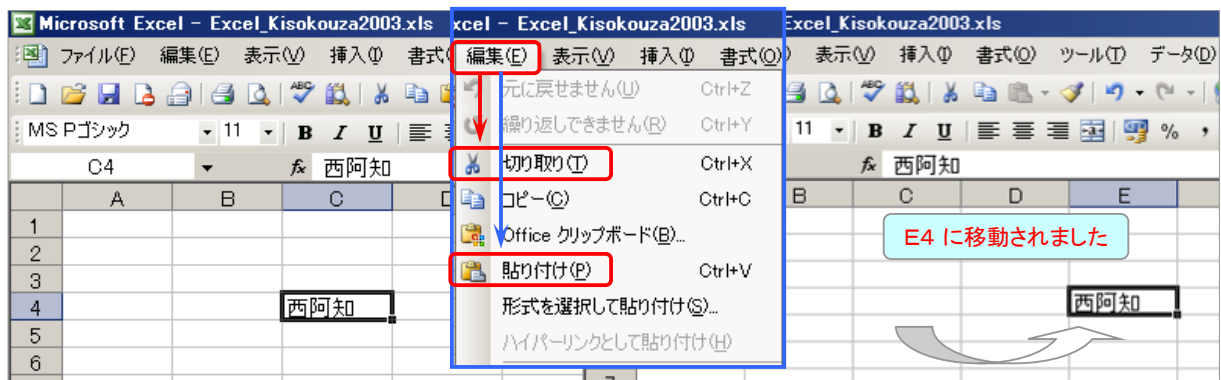 Microsoft Excel - Excel_Kisokouza2003.xls
ファイル(F) 編集(E) 表示(V) 挿入(I) 書式(
ABC
MS Pゴシック 11 B I U
C4 fx 西阿知
A B C
1
2
3
4 西阿知
5
6
xcel - Excel_Kisokouza2003.xls
編集(E) 表示(V) 挿入(I) 書式(O)
元に戻せません(U) Ctrl+Z
繰り返しできません(R) Ctrl+Y
切り取り(T) Ctrl+X
コピー(C) Ctrl+C
Office クリップボード(B)...
貼り付け(P) Ctrl+V
形式を選択して貼り付け(S)...
ハイパーリンクとして貼り付け(H)
Excel_Kisokouza2003.xls
表示(V) 挿入(I) 書式(O) ツール(T) データ(D)
ABC
11 B I U % ,
fx 西阿知
B C D E
E4 に移動されました
西阿知